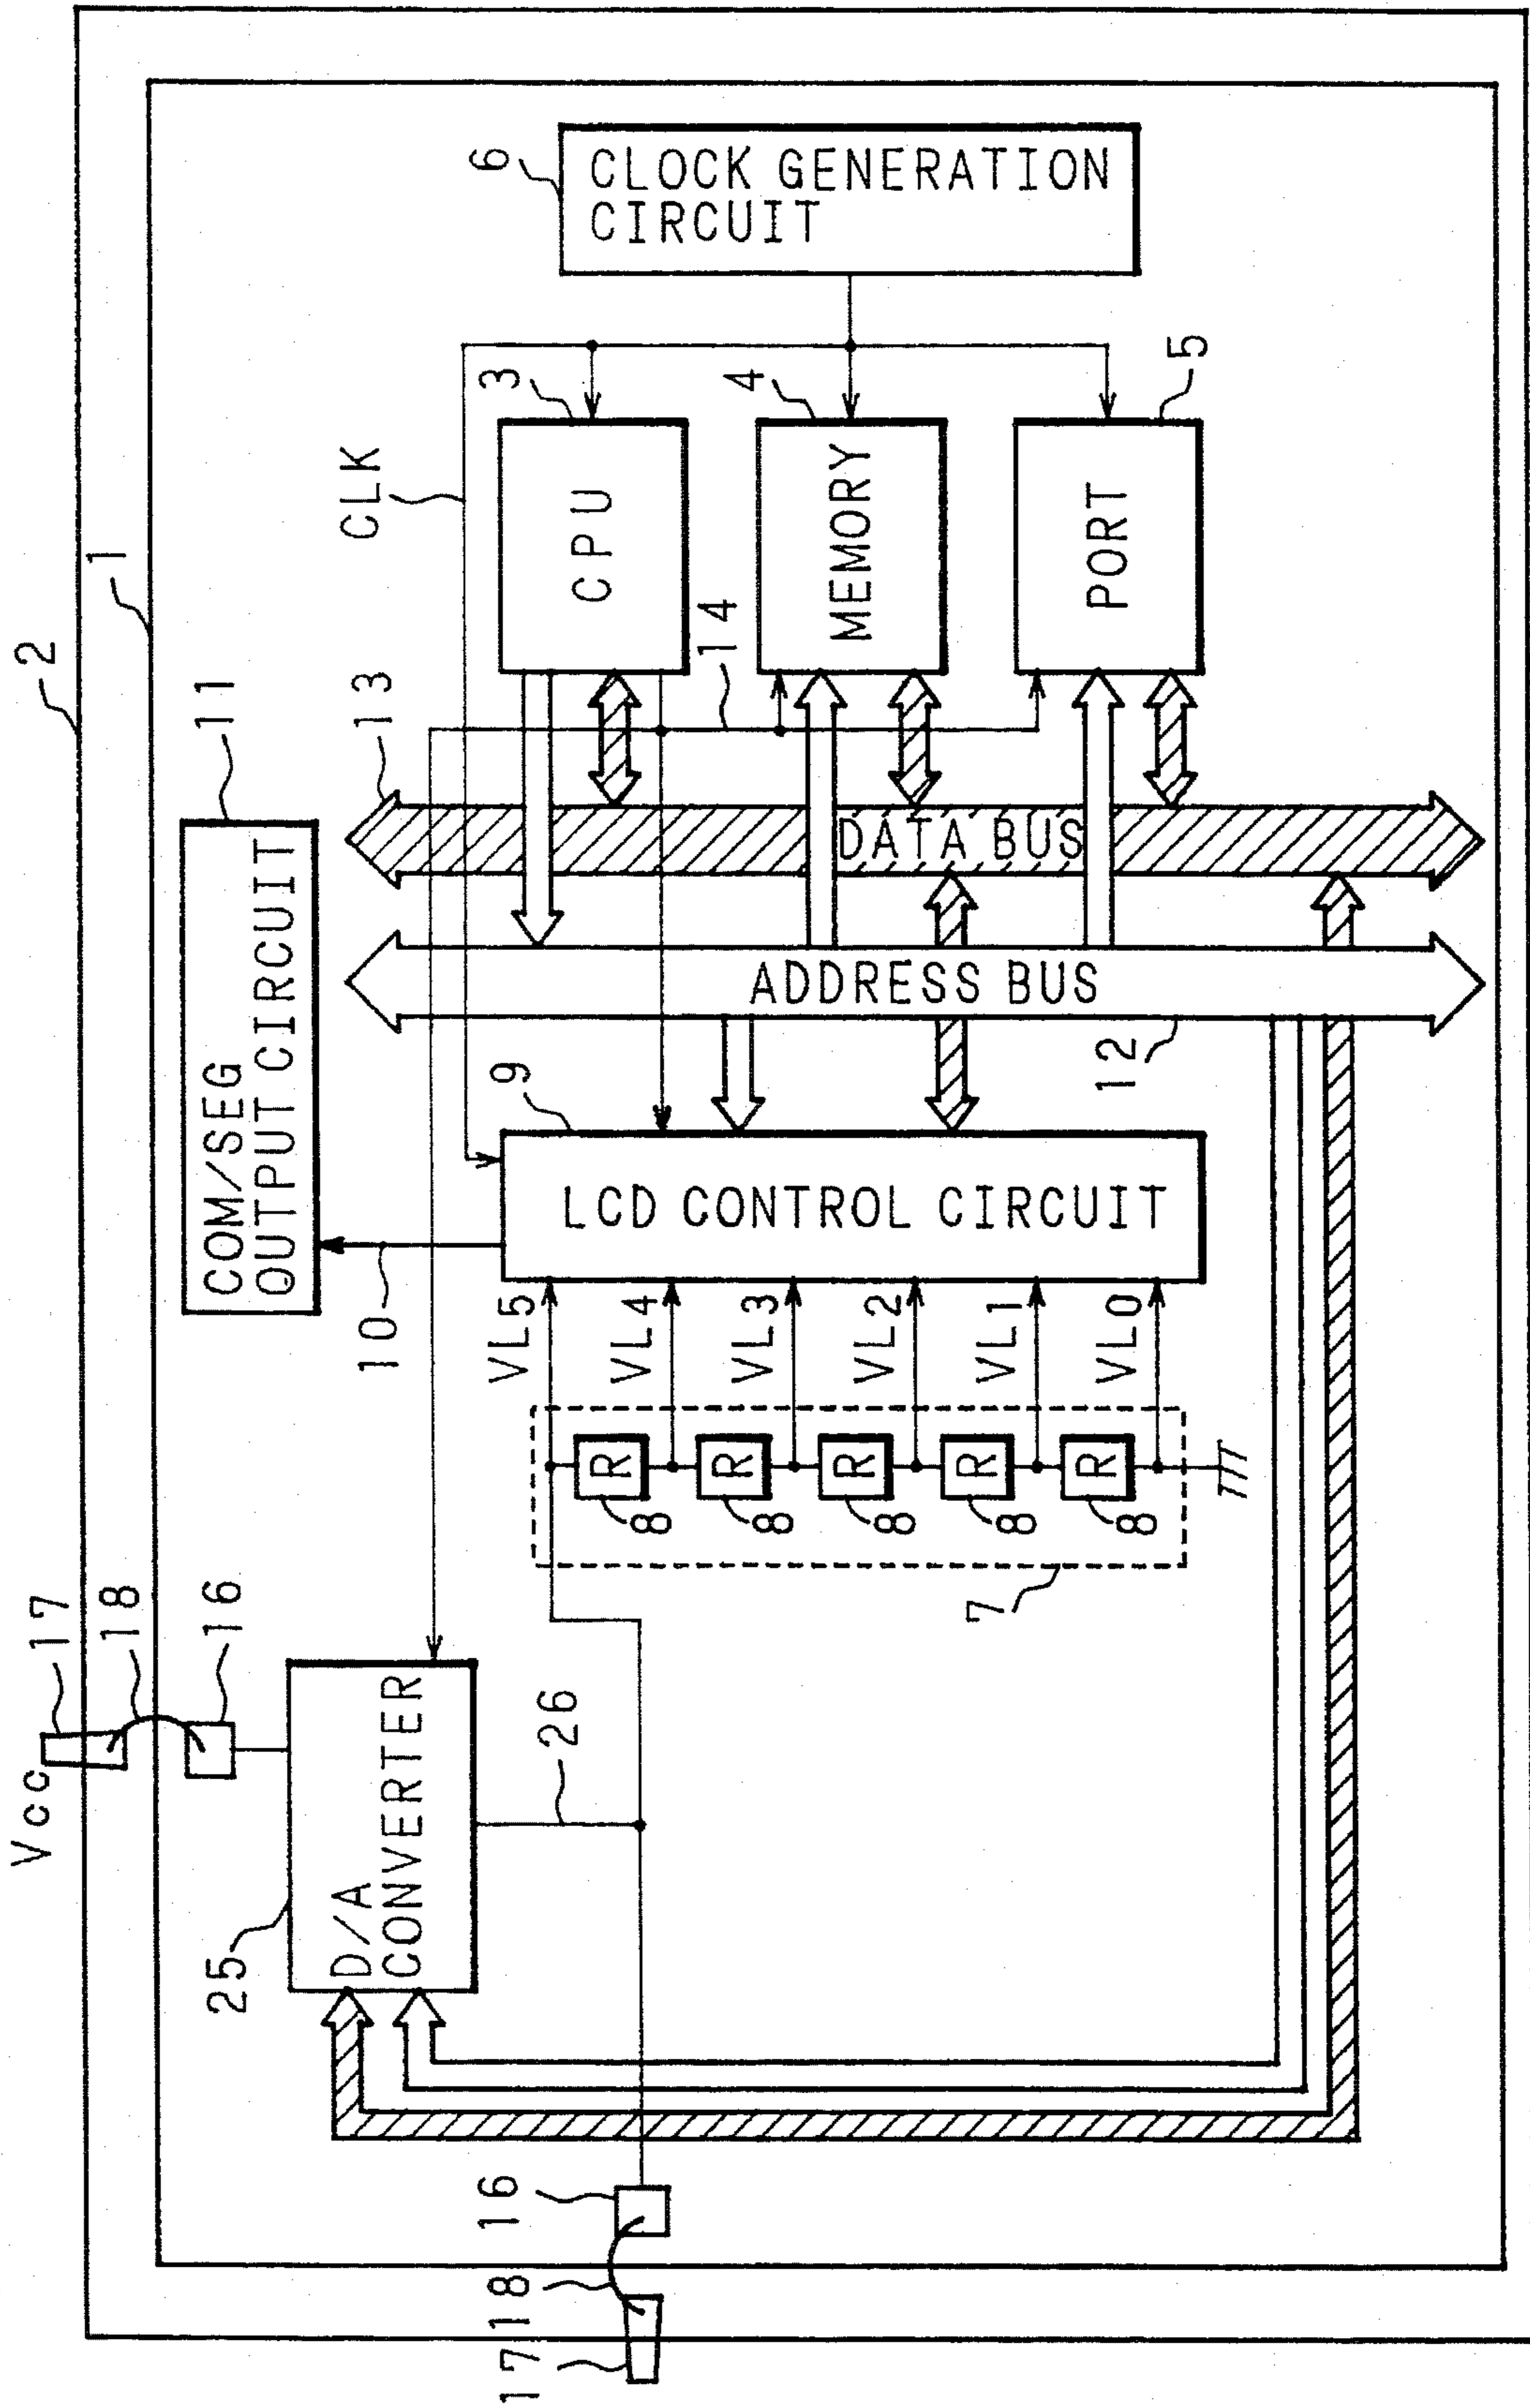 2
1
11
COM/SEG
OUTPUT CIRCUIT
13
CLK
3
CPU
6
CLOCK GENERATION
CIRCUIT
4
MEMORY
5
PORT
14
DATA BUS
ADDRESS BUS
12
9
LCD CONTROL CIRCUIT
10
VL5
VL4
VL3
VL2
VL1
VL0
R
R
R
R
R
8
8
8
8
8
7
Vcc
17
18
16
25
D/A
CONVERTER
26
16
18
17